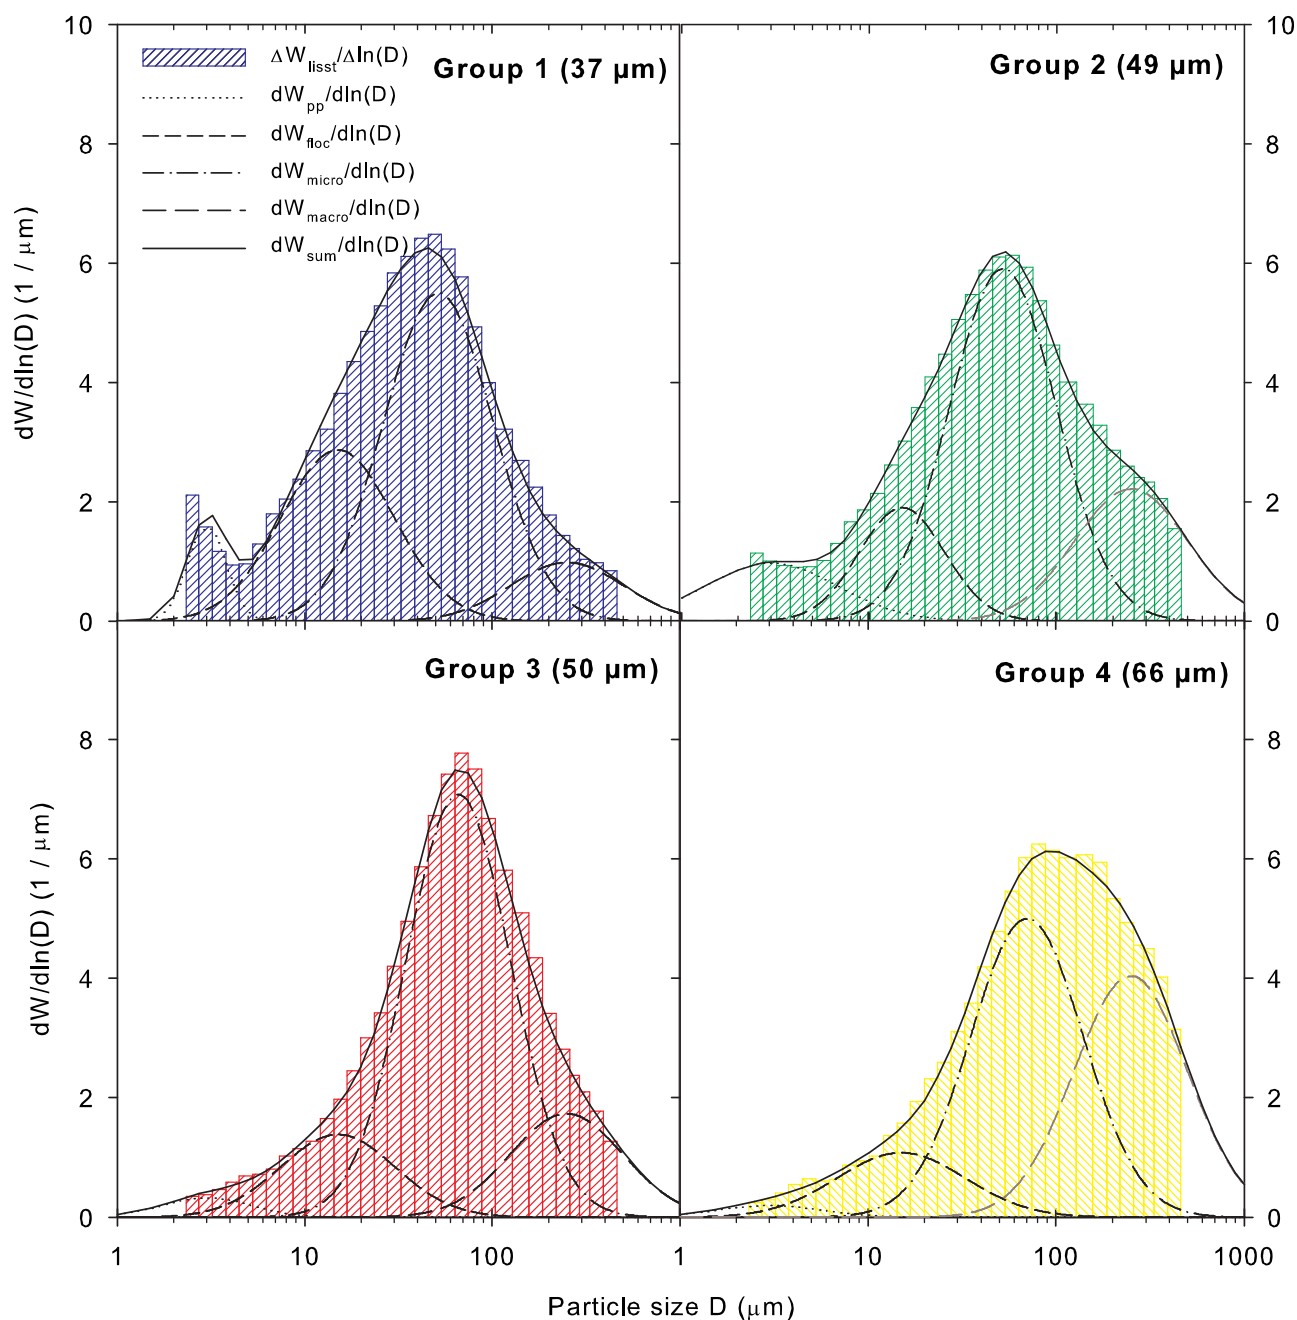 10
10
ΔW_lisst/Δln(D)
Group 1 (37 µm)
Group 2 (49 µm)
dW_pp/dln(D)
dW_floc/dln(D)
8
8
dW_micro/dln(D)
dW_macro/dln(D)
dW_sum/dln(D)
dW/dln(D) (1 / µm)
6
6
4
4
2
2
0
0
Group 3 (50 µm)
Group 4 (66 µm)
8
8
dW/dln(D) (1 / µm)
6
6
4
4
2
2
0
0
1
10
100
1
10
100
1000
Particle size D (µm)